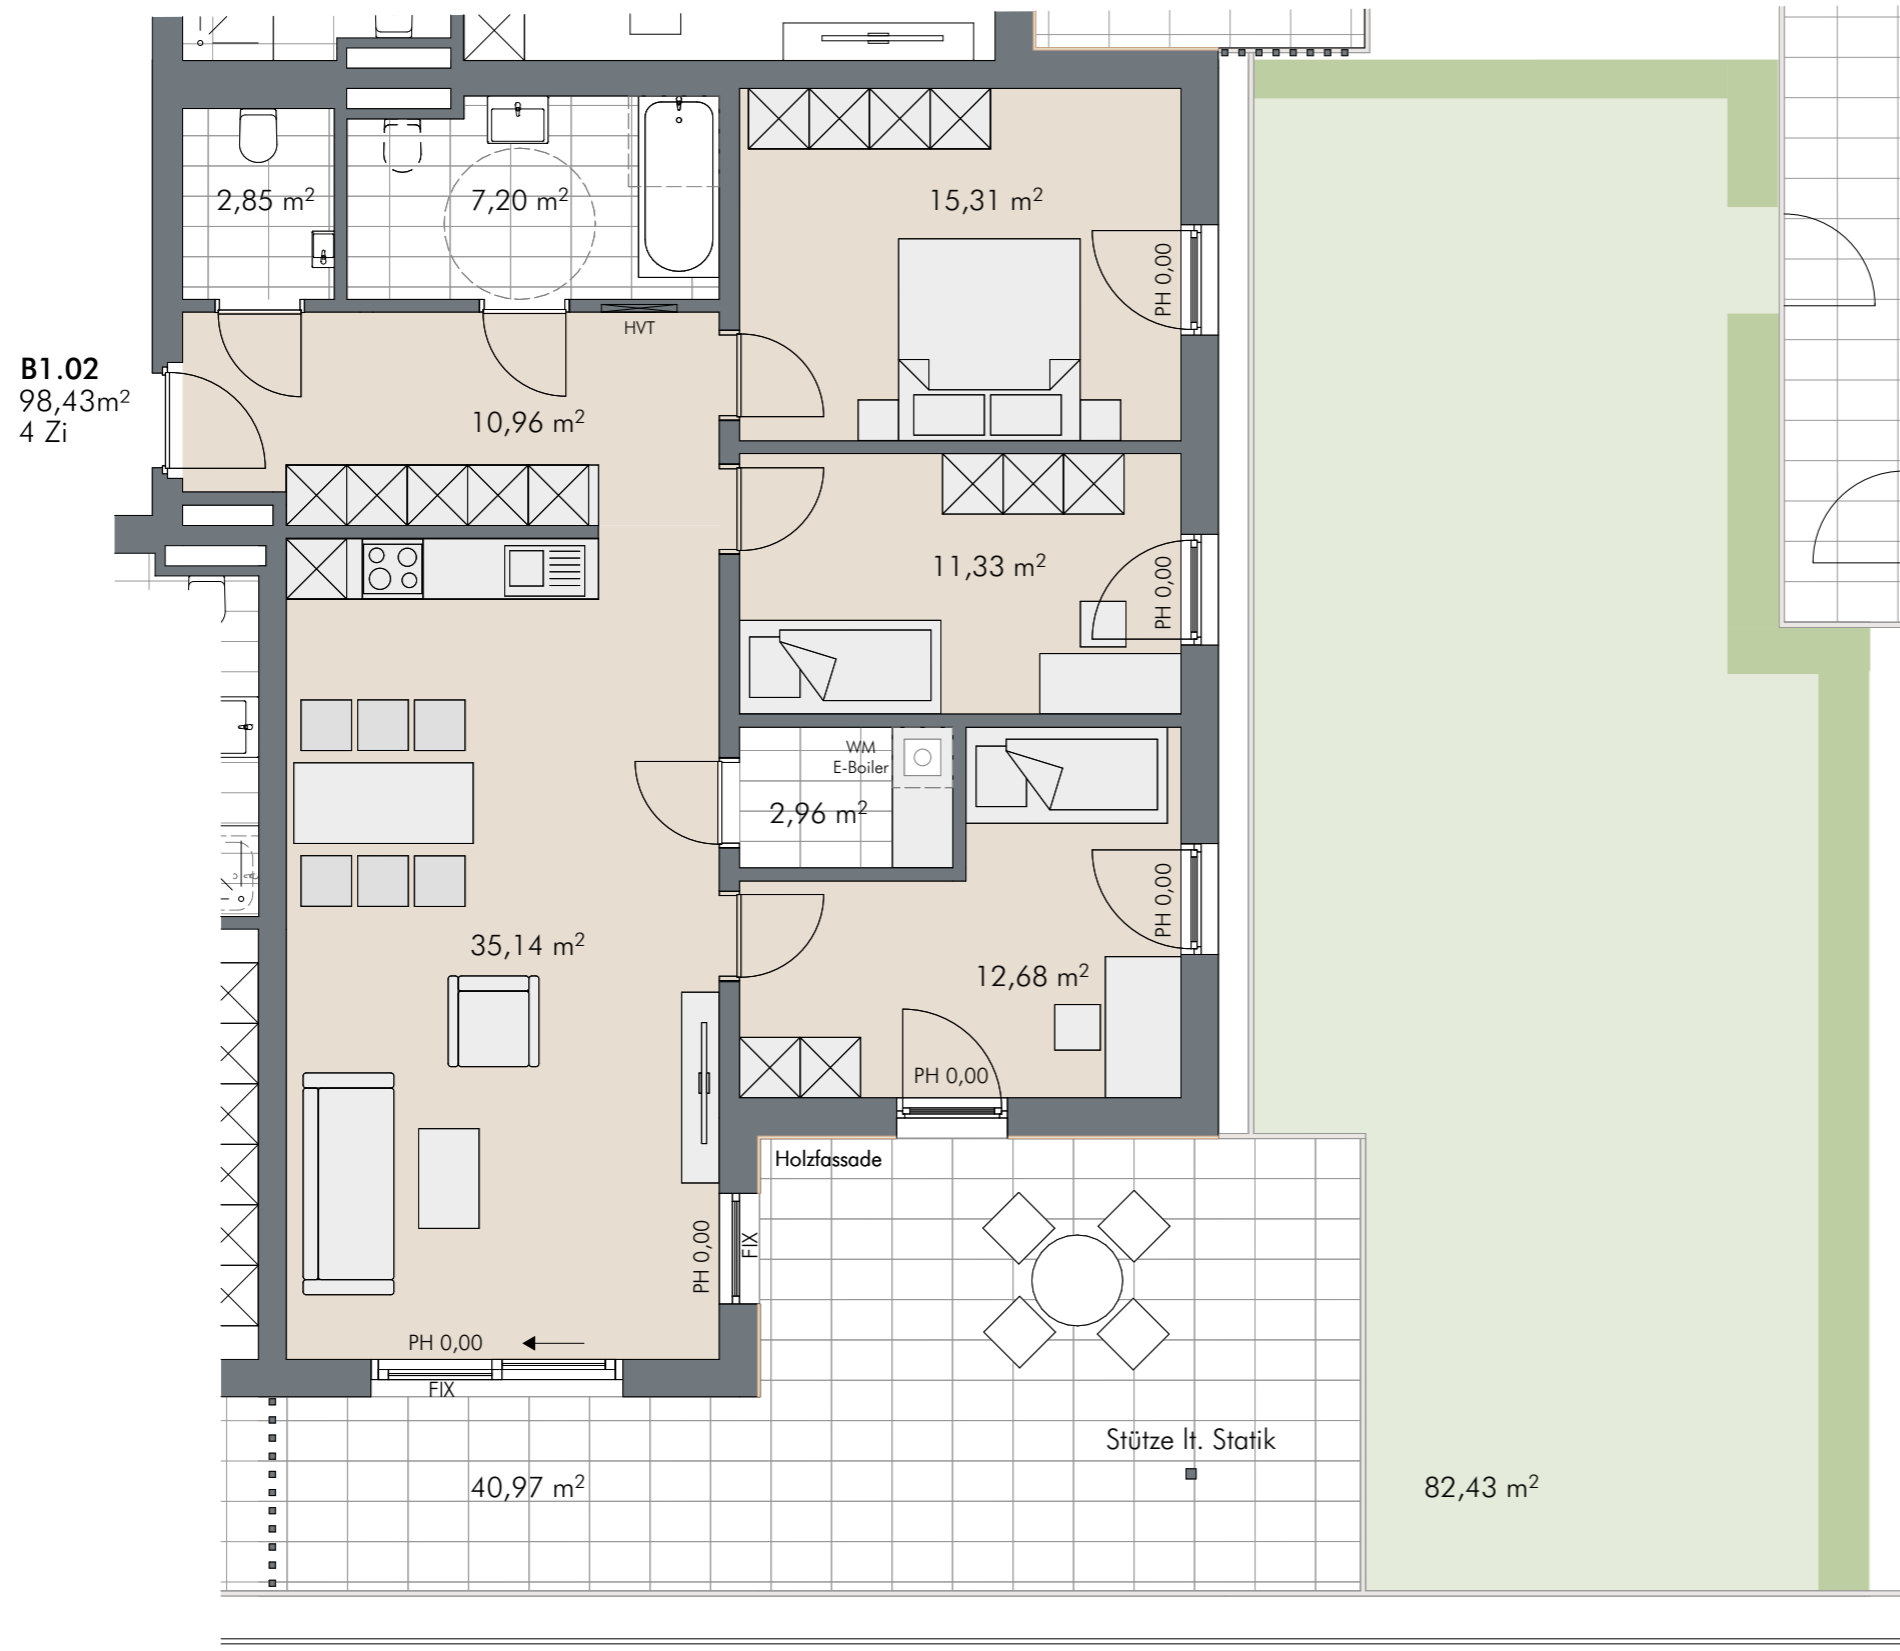 2,85 m²
7,20 m²
15,31 m²
PH 0,00
HVT
B1.02
98,43m²
4 Zi
10,96 m²
11,33 m²
PH 0,00
WM
E-Boiler
2,96 m²
PH 0,00
35,14 m²
12,68 m²
PH 0,00
Holzfassade
PH 0,00
FIX
PH 0,00
FIX
Stütze lt. Statik
40,97 m²
82,43 m²